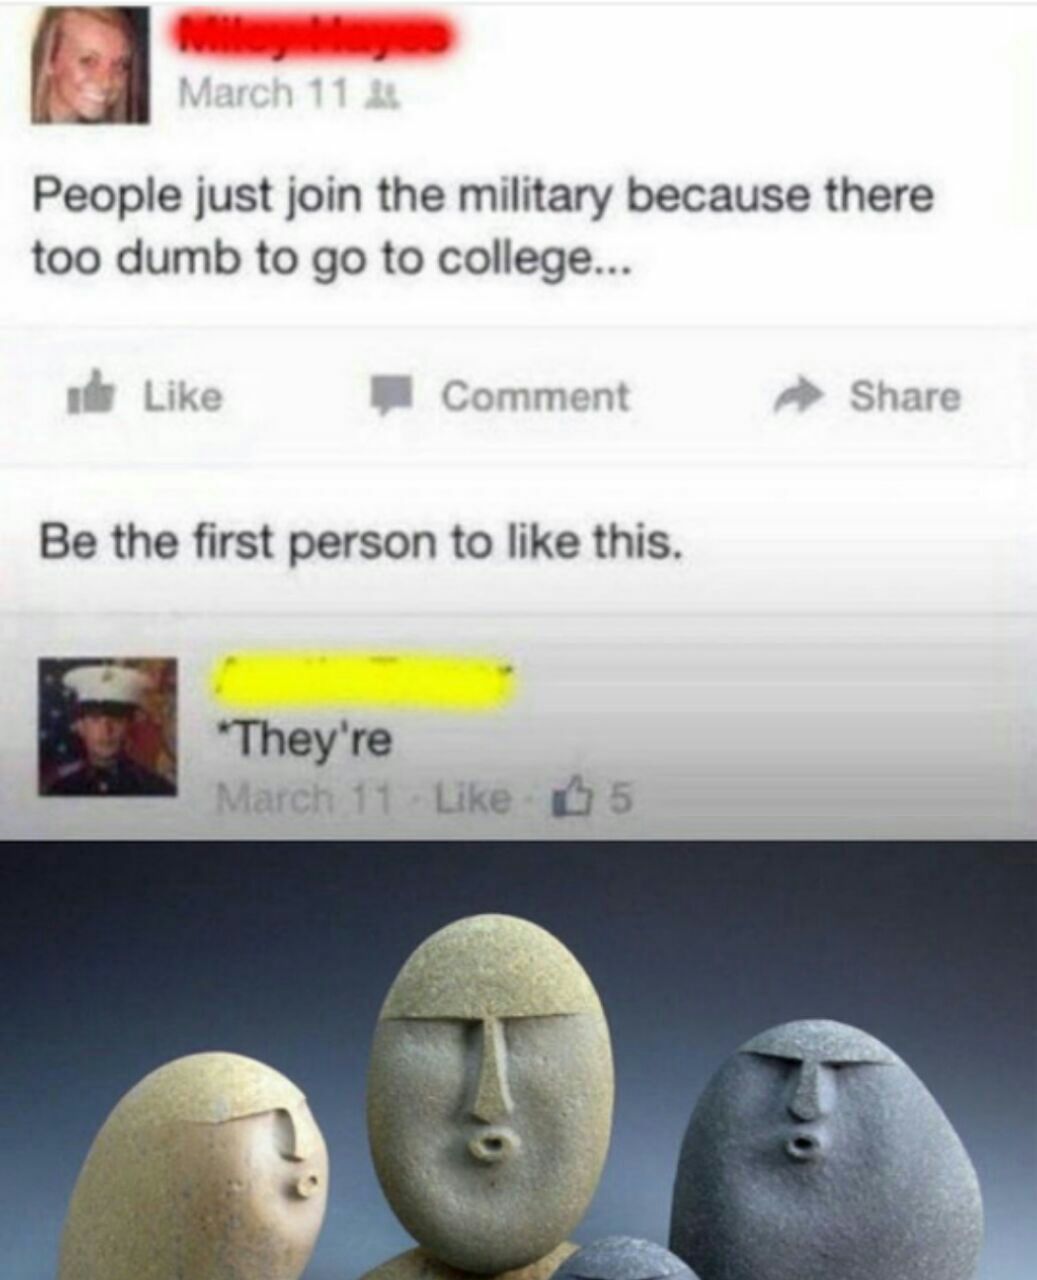 March 11
People just join the military because there
too dumb to go to college...
Like Comment Share
Be the first person to like this.
*They're
March 11 · Like · 5